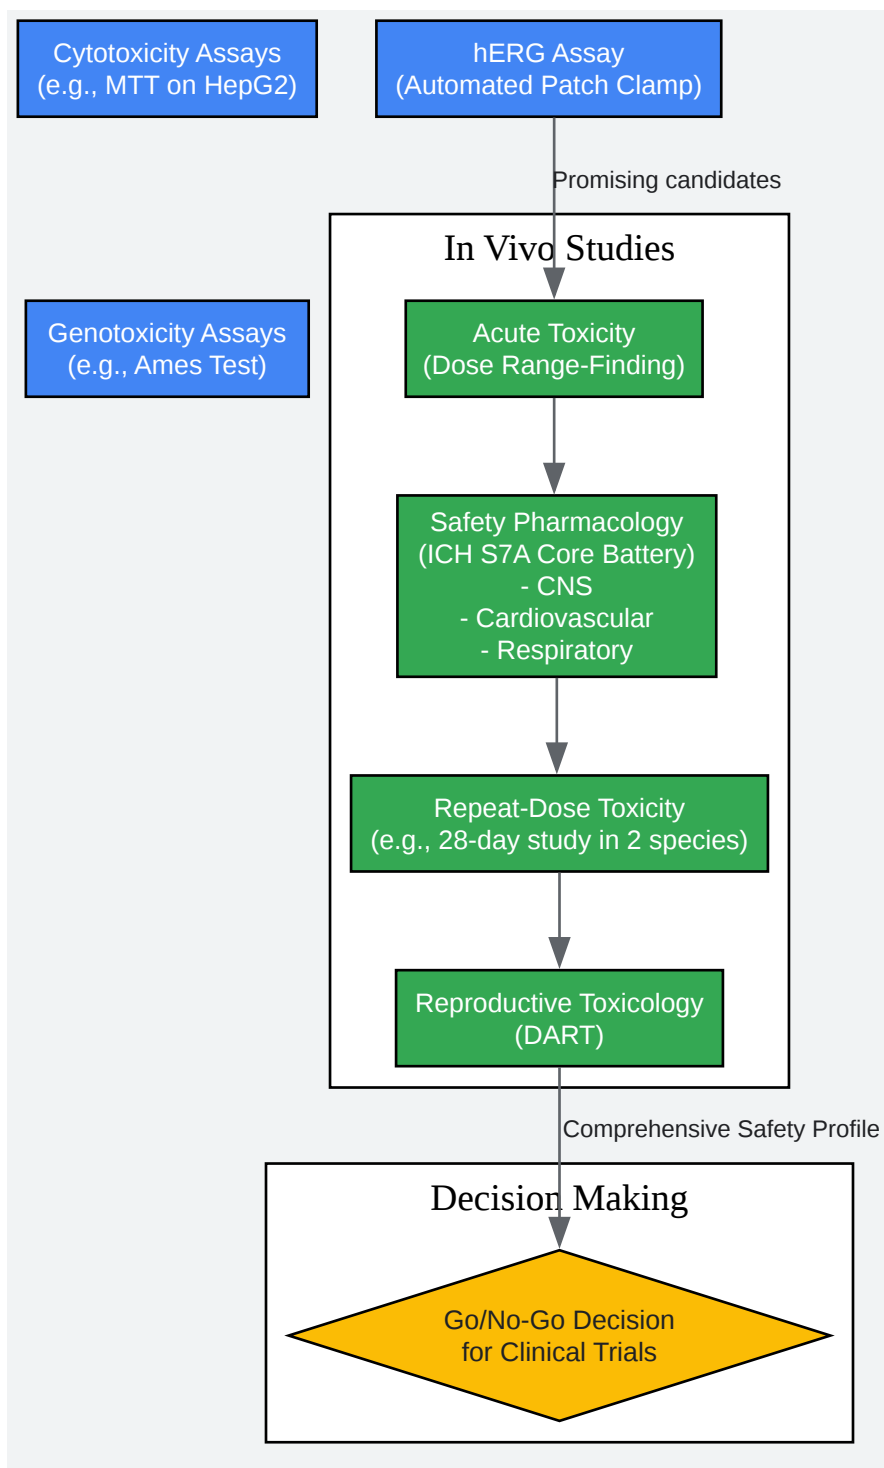 Cytotoxicity Assays
(e.g., MTT on HepG2)
hERG Assay
(Automated Patch Clamp)
Promising candidates
In Vivo Studies
Genotoxicity Assays
(e.g., Ames Test)
Acute Toxicity
(Dose Range-Finding)
Safety Pharmacology
(ICH S7A Core Battery)
- CNS
- Cardiovascular
- Respiratory
Repeat-Dose Toxicity
(e.g., 28-day study in 2 species)
Reproductive Toxicology
(DART)
Comprehensive Safety Profile
Decision Making
Go/No-Go Decision
for Clinical Trials